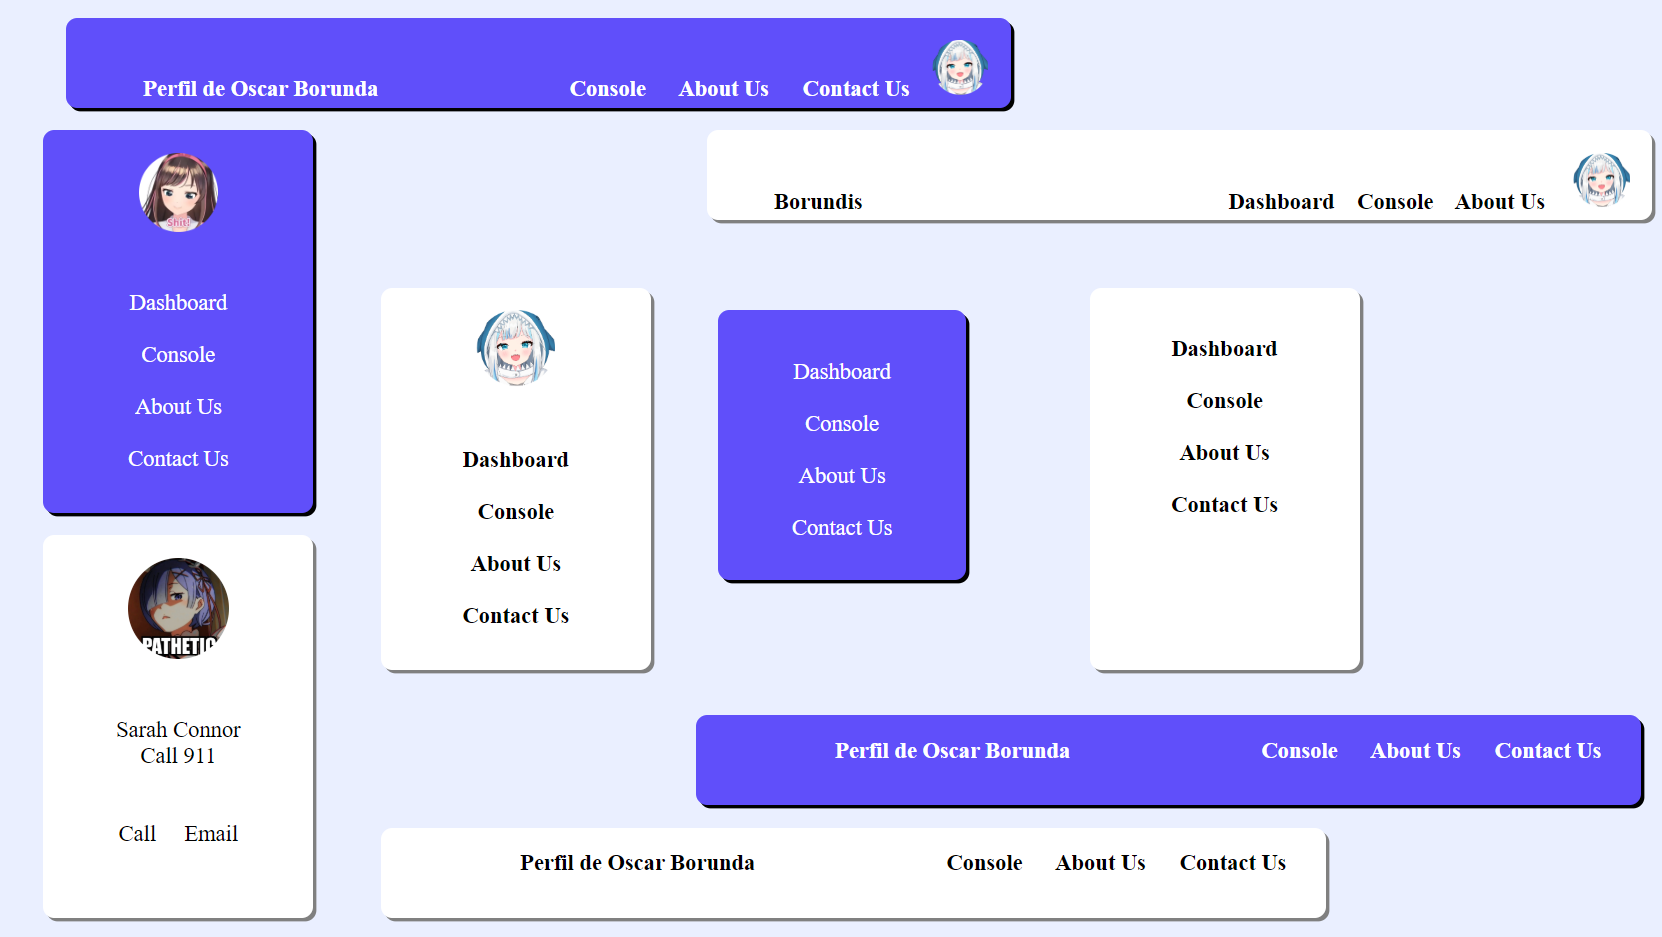 Perfil de Oscar Borunda Console About Us Contact Us
Shit!
Dashboard
Console
About Us
Contact Us
Borundis Dashboard Console About Us
Dashboard
Console
About Us
Contact Us
Dashboard
Console
About Us
Contact Us
Dashboard
Console
About Us
Contact Us
PATHETIC
Sarah Connor
Call 911
Call Email
Perfil de Oscar Borunda Console About Us Contact Us
Perfil de Oscar Borunda Console About Us Contact Us